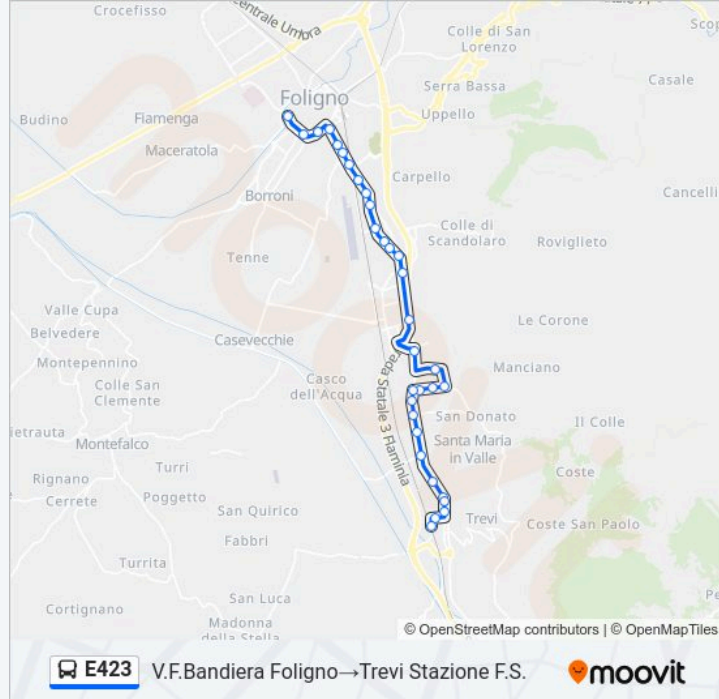 Crocefisso
centrale Umbra
Colle di San
Lorenzo
Casale
Serra Bassa
Foligno
Uppello
Budino
Fiamenga
Maceratola
Carpello
Borroni
Cancelli
Colle di
Scandolaro
Roviglieto
Tenne
Valle Cupa
Belvedere
Le Corone
Casevecchie
Montepennino
Manciano
Casco
dell'Acqua
Colle San
Clemente
Strada Statale 3 Flaminia
San Donato
Il Colle
ietrauta
Santa Maria
in Valle
Montefalco
Turri
Coste
Rignano
Poggetto
Cerrete
San Quirico
Trevi
Coste San Paolo
Fabbri
Turrita
San Luca
Pe
Cortignano
Madonna
della Stella
© OpenStreetMap contributors | © OpenMapTiles
E423 V.F.Bandiera Foligno→Trevi Stazione F.S.
moovit